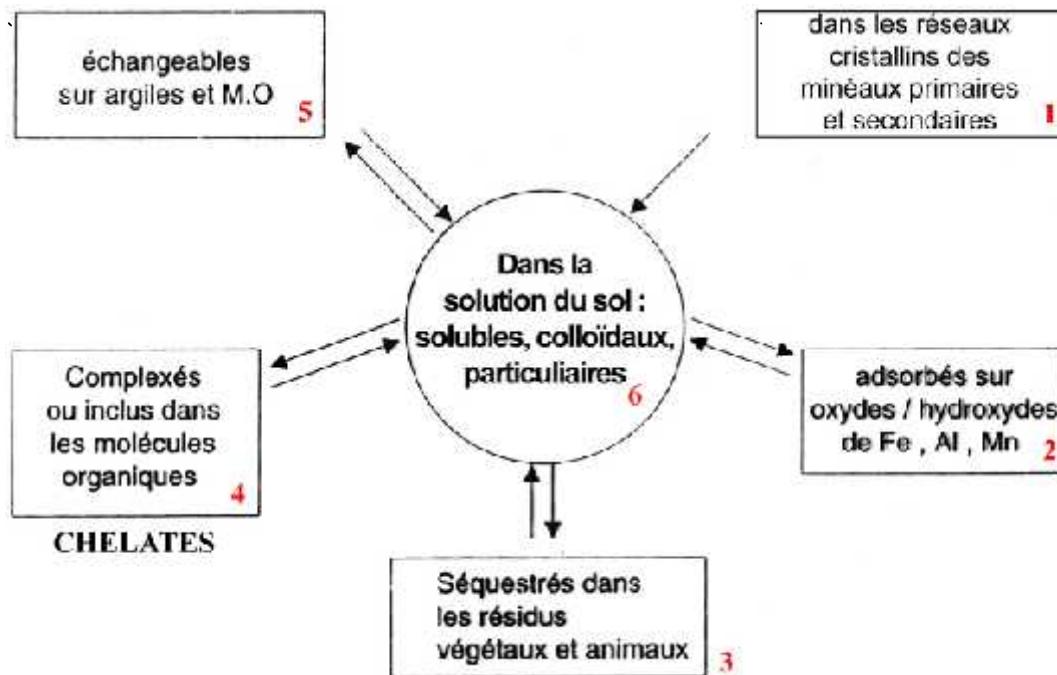 échangeables
sur argiles et M.O
5
dans les réseaux
cristallins des
minéaux primaires
et secondaires
1
Dans la
solution du sol :
solubles, colloïdaux,
particuliaires
6
Complexés
ou inclus dans
les molécules
organiques
4
CHELATES
adsorbés sur
oxydes / hydroxydes
de Fe , Al , Mn
2
Séquestrés dans
les résidus
végétaux et animaux
3